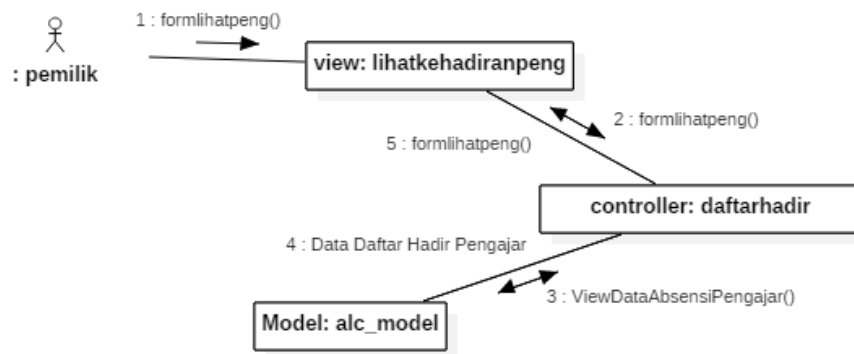 1 : formlihatpeng()
: pemilik
view: lihatkehadiranpeng
2 : formlihatpeng()
5 : formlihatpeng()
controller: daftarhadir
4 : Data Daftar Hadir Pengajar
3 : ViewDataAbsensiPengajar()
Model: alc_model